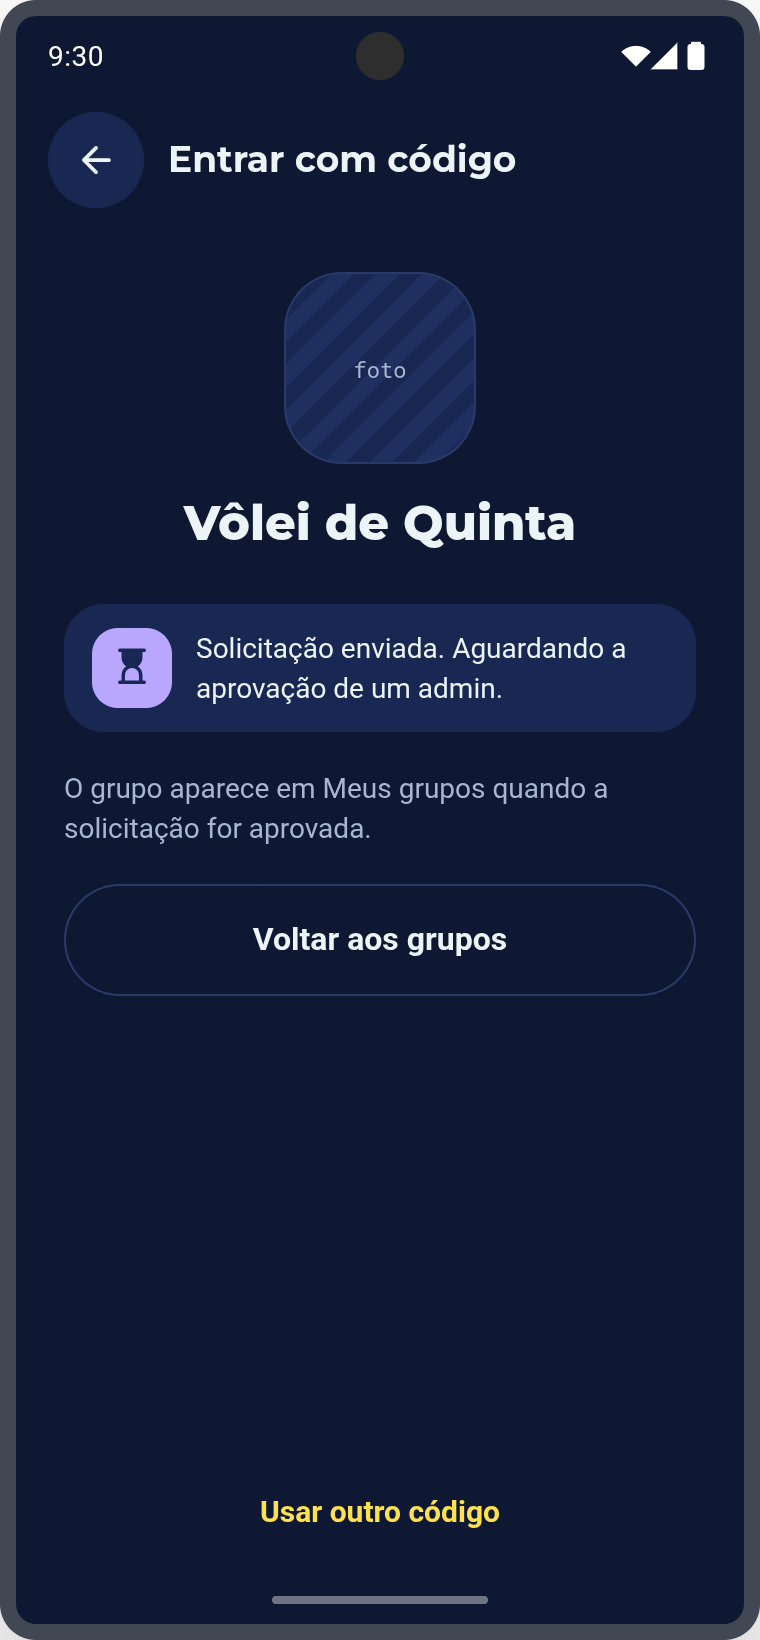 9:30
Entrar com código
foto
Vôlei de Quinta
Solicitação enviada. Aguardando a
aprovação de um admin.
O grupo aparece em Meus grupos quando a
solicitação for aprovada.
Voltar aos grupos
Usar outro código